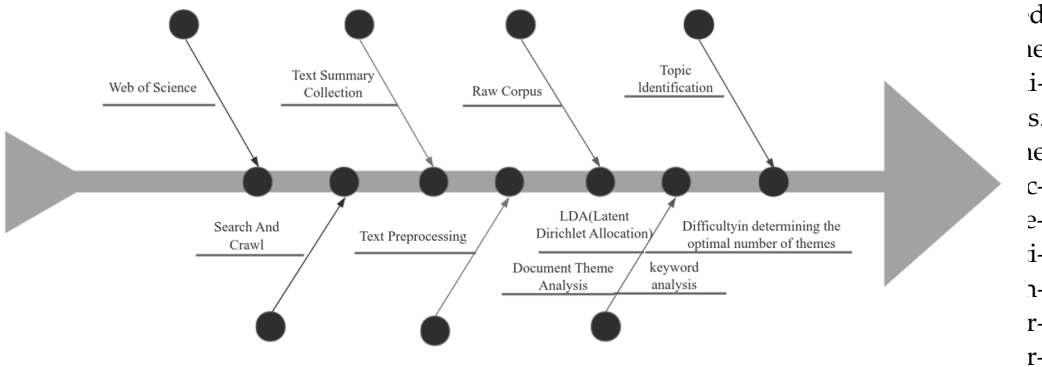 Web of Science
Text Summary
Collection
Raw Corpus
Topic
Identification
Search And
Crawl
Text Preprocessing
LDA(Latent
Dirichlet Allocation)
Difficultyin determining the
optimal number of themes
Document Theme
Analysis
keyword
analysis